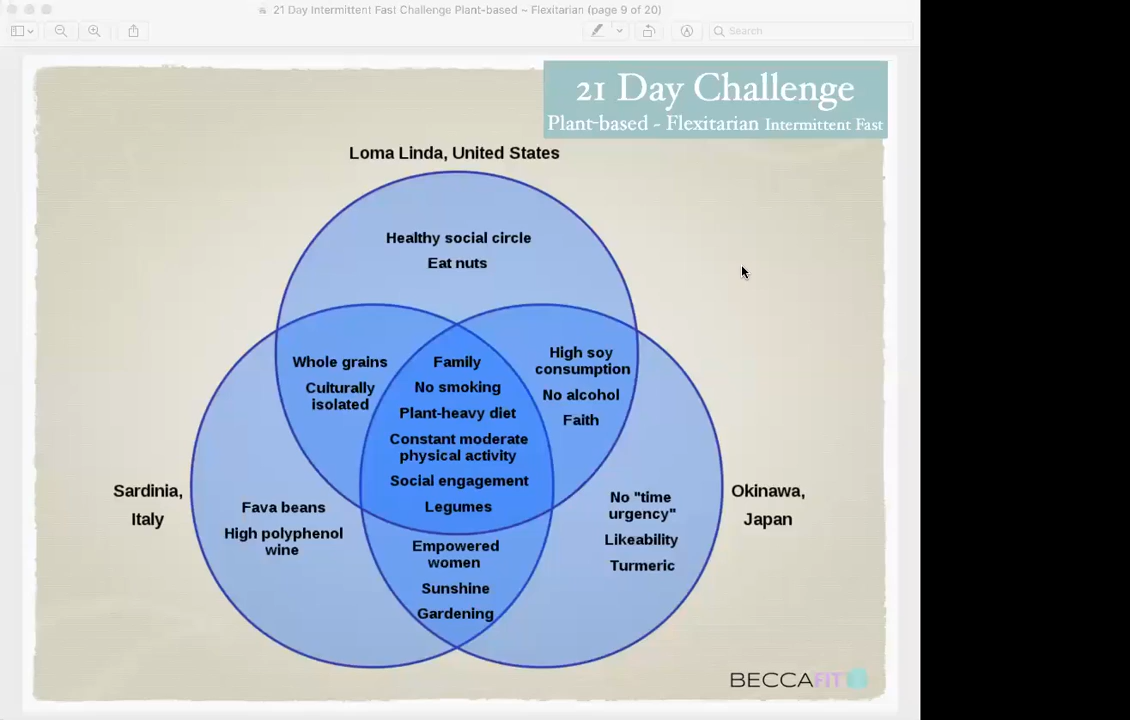 21 Day Intermittent Fast Challenge Plant-based ~ Flexitarian (page 9 of 20)
Search
21 Day Challenge
Plant-based - Flexitarian Intermittent Fast
Loma Linda, United States
Healthy social circle
Eat nuts
Whole grains
Culturally
isolated
Family
No smoking
Plant-heavy diet
Constant moderate
physical activity
Social engagement
Legumes
High soy
consumption
No alcohol
Faith
Sardinia,
Italy
Fava beans
High polyphenol
wine
Empowered
women
Sunshine
Gardening
No "time
urgency"
Likeability
Turmeric
Okinawa,
Japan
BECCAFIT